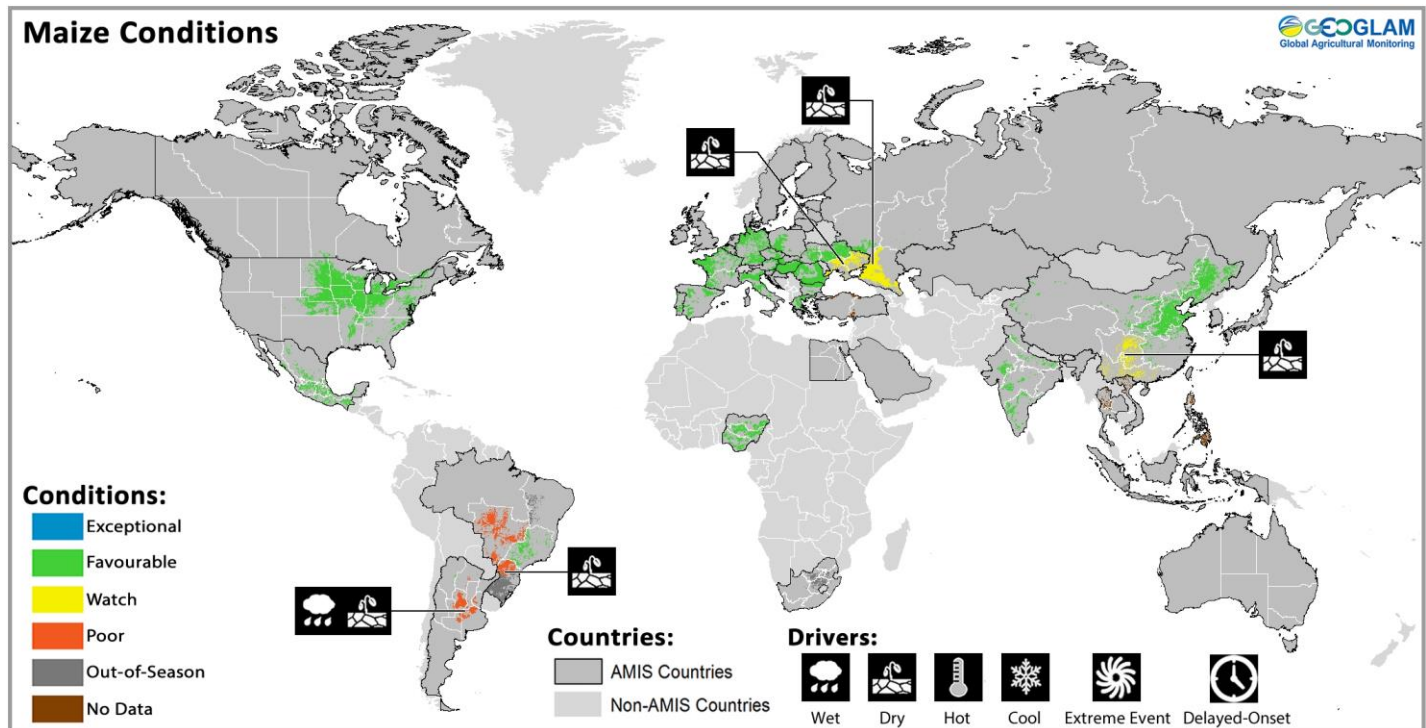 Maize Conditions
GEOGLAM
Global Agricultural Monitoring
Conditions:
Exceptional
Favourable
Watch
Poor
Out-of-Season
No Data
Countries:
AMIS Countries
Non-AMIS Countries
Drivers:
Wet
Dry
Hot
Cool
Extreme Event
Delayed-Onset